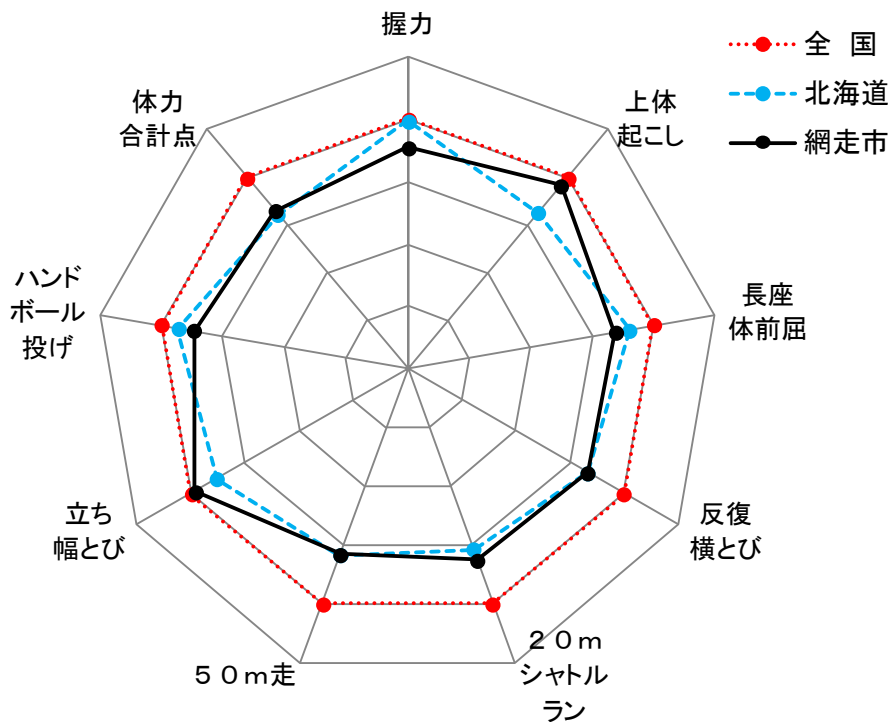 握力
全　国
北海道
網走市
上体
起こし
長座
体前屈
反復
横とび
２０ｍ
シャトル
ラン
５０ｍ走
立ち
幅とび
ハンド
ボール
投げ
体力
合計点